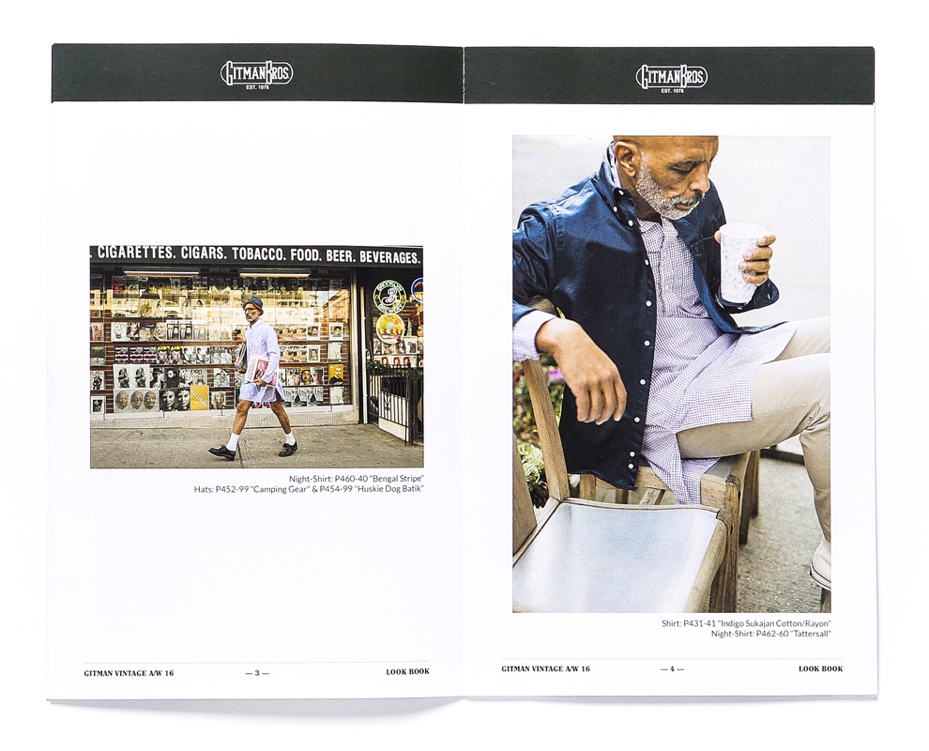 GITMAN BROS.
EST. 1978
. CIGARETTES. CIGARS. TOBACCO. FOOD. BEER. BEVERAGES.
Night-Shirt: P460-40 "Bengal Stripe"
Hats: P452-99 "Camping Gear" & P454-99 "Huskie Dog Batik"
GITMAN VINTAGE A/W 16
— 3 —
LOOK BOOK
GITMAN BROS.
EST. 1978
Shirt: P431-41 "Indigo Sukajan Cotton/Rayon"
Night-Shirt: P462-60 "Tattersall"
GITMAN VINTAGE A/W 16
— 4 —
LOOK BOOK